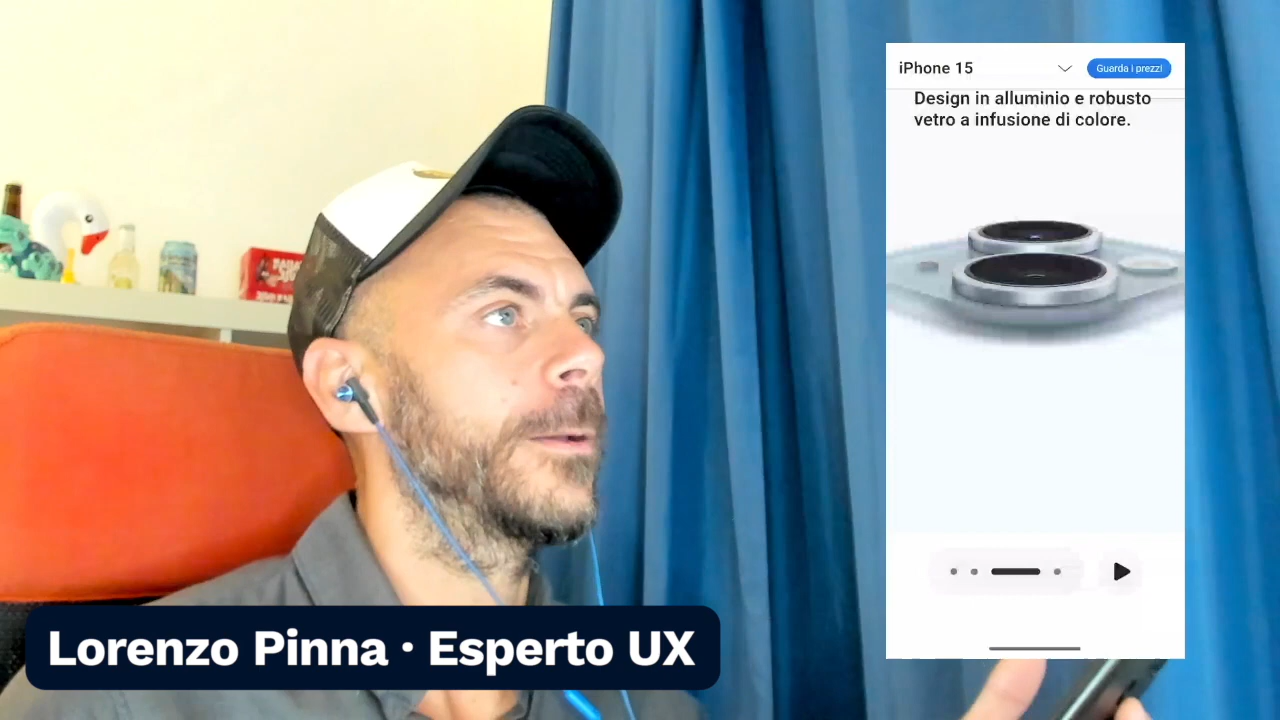 iPhone 15
Guarda i prezzi
Design in alluminio e robusto
vetro a infusione di colore.
Lorenzo Pinna · Esperto UX